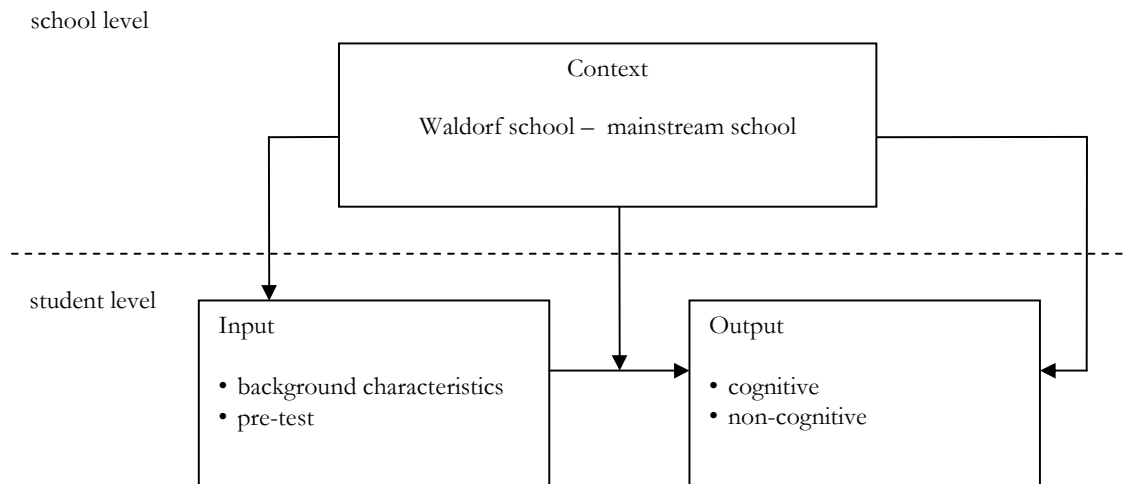 school level
Context
Waldorf school – mainstream school
student level
Input
• background characteristics
• pre-test
Output
• cognitive
• non-cognitive